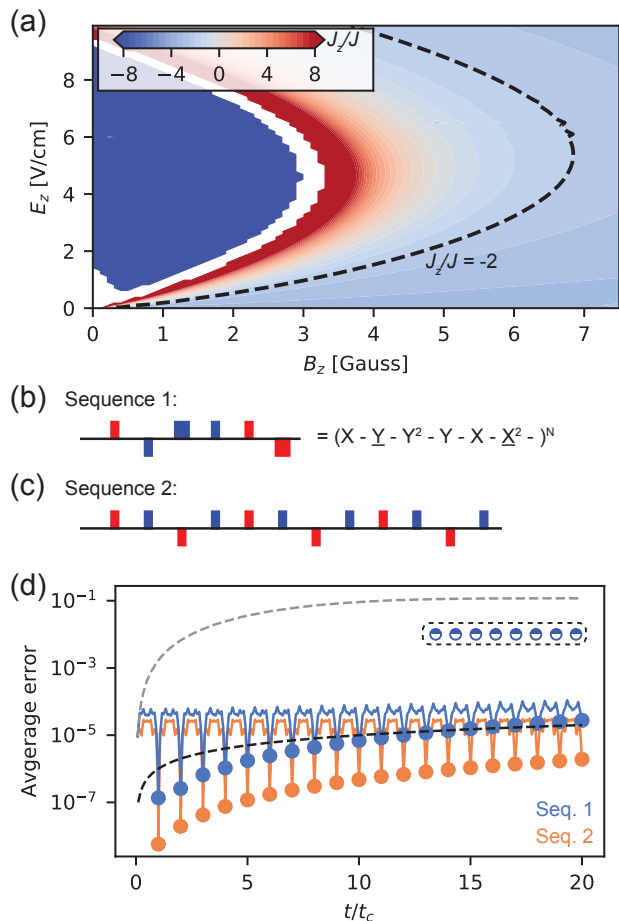 (a)
J_z/J
−8 −4 0 4 8
8
6
4
2
0
E_z [V/cm]
J_z/J = -2
0 1 2 3 4 5 6 7
B_z [Gauss]
(b) Sequence 1:
= (X - Y - Y² - Y - X - X² - )ᴺ
(c) Sequence 2:
(d)
10⁻¹
10⁻³
10⁻⁵
10⁻⁷
Avgerage error
Seq. 1
Seq. 2
0 5 10 15 20
t/t_c